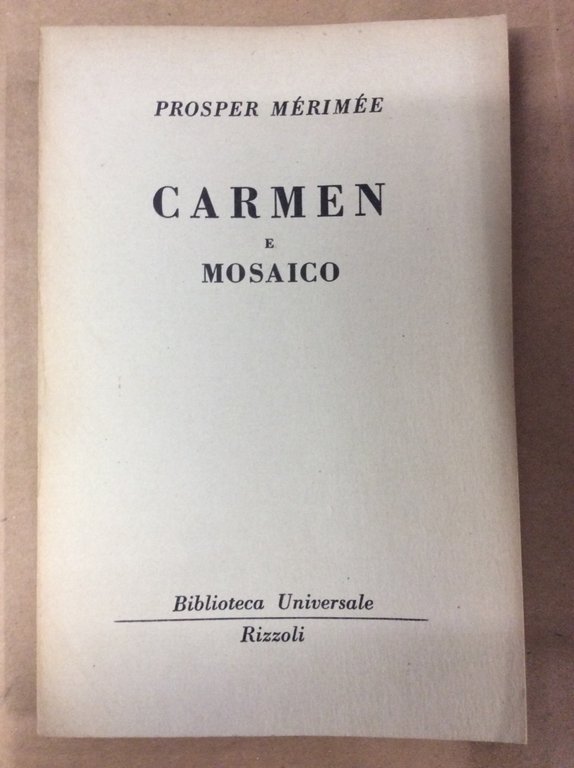 PROSPER MÉRIMÉE
CARMEN
E
MOSAICO
Biblioteca Universale
Rizzoli